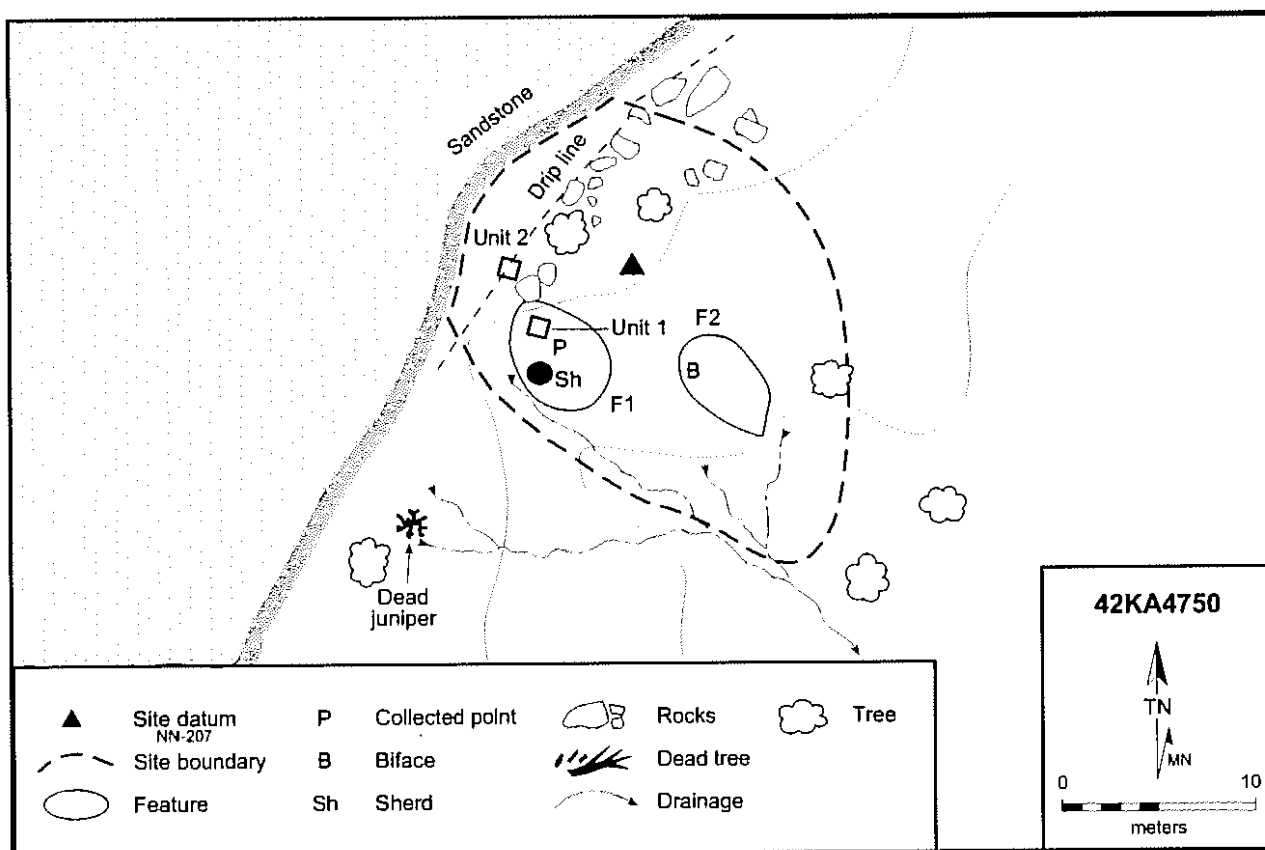 Sandstone
Drip line
Unit 2
Unit 1
P
Sh
F1
F2
B
Dead
juniper
42KA4750
TN
MN
0 10
meters
Site datum
NN-207
Site boundary
Feature
P Collected point
B Biface
Sh Sherd
Rocks
Dead tree
Drainage
Tree